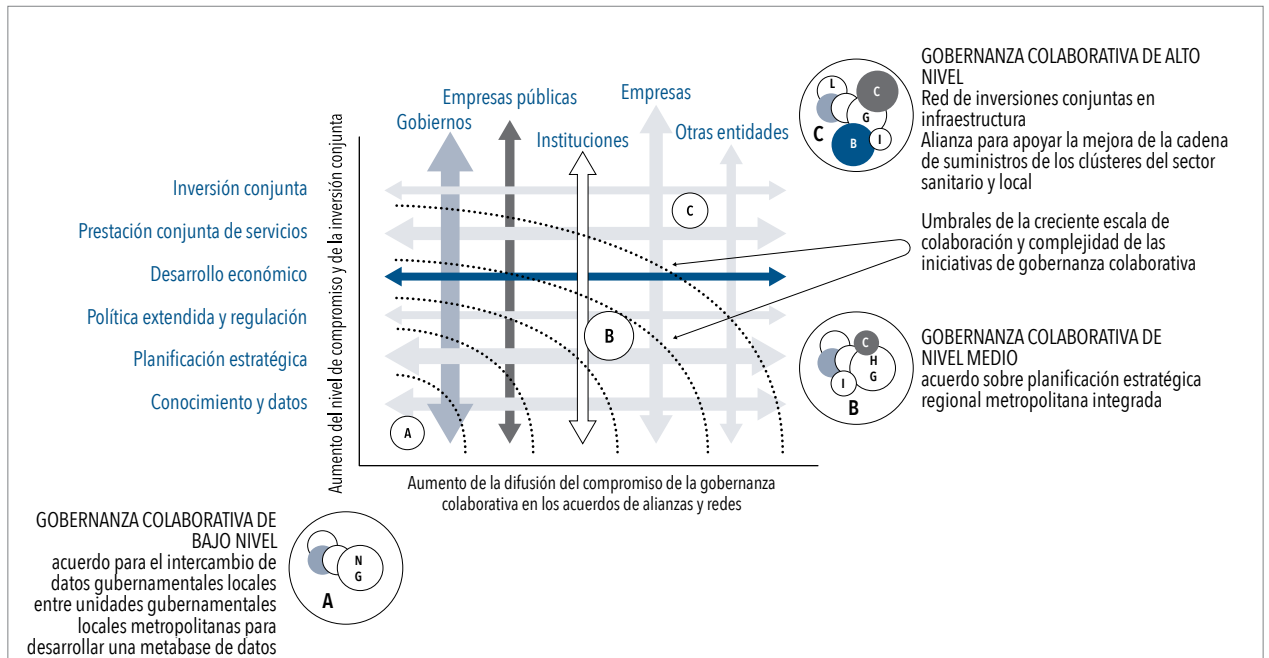 Empresas públicas
Gobiernos
Instituciones
Empresas
Otras entidades
Inversión conjunta
Prestación conjunta de servicios
Desarrollo económico
Política extendida y regulación
Planificación estratégica
Conocimiento y datos
Aumento del nivel de compromiso y de la inversión conjunta
A
B
C
Aumento de la difusión del compromiso de la gobernanza
colaborativa en los acuerdos de alianzas y redes
L
C
G
C
B
I
GOBERNANZA COLABORATIVA DE ALTO
NIVEL
Red de inversiones conjuntas en
infraestructura
Alianza para apoyar la mejora de la cadena
de suministros de los clústeres del sector
sanitario y local
Umbrales de la creciente escala de
colaboración y complejidad de las
iniciativas de gobernanza colaborativa
C
H
G
I
B
GOBERNANZA COLABORATIVA DE
NIVEL MEDIO
acuerdo sobre planificación estratégica
regional metropolitana integrada
GOBERNANZA COLABORATIVA DE
BAJO NIVEL
acuerdo para el intercambio de
datos gubernamentales locales
entre unidades gubernamentales
locales metropolitanas para
desarrollar una metabase de datos
N
G
A